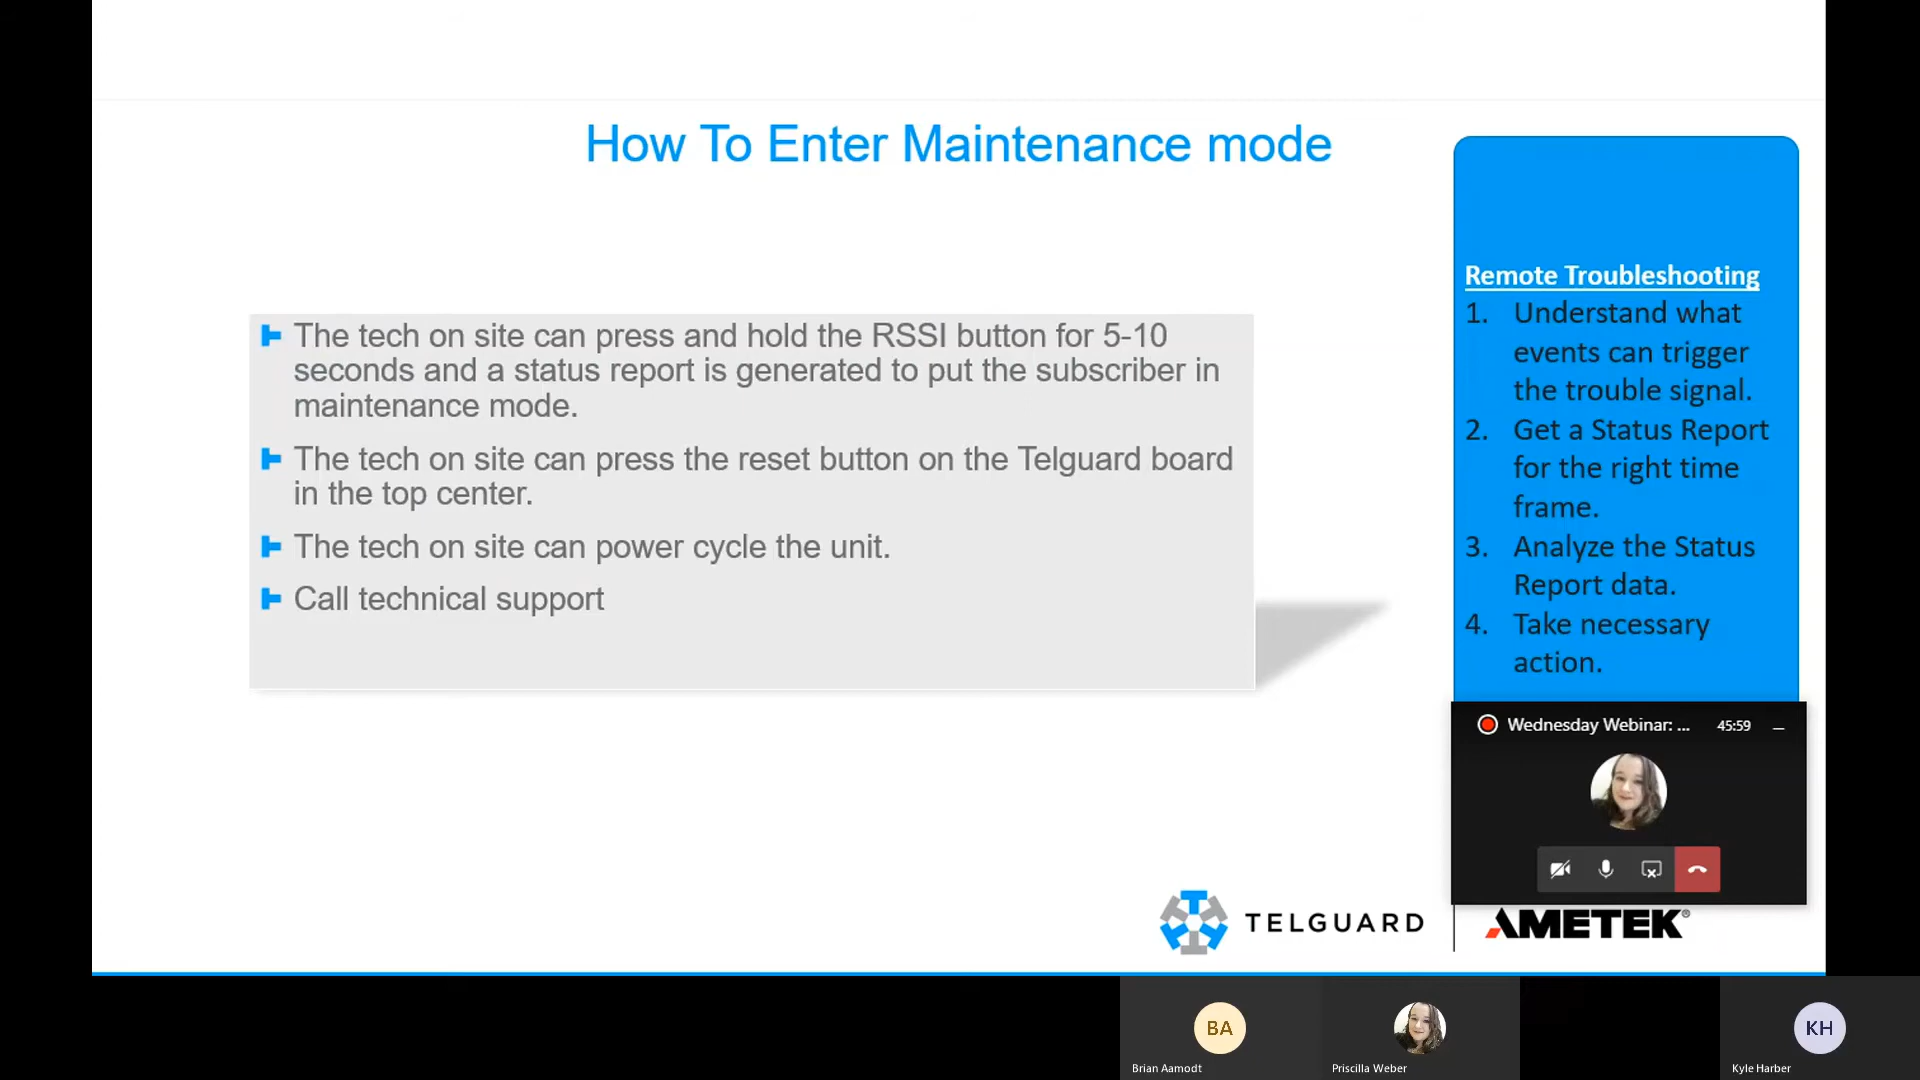 How To Enter Maintenance mode
The tech on site can press and hold the RSSI button for 5-10
seconds and a status report is generated to put the subscriber in
maintenance mode.
The tech on site can press the reset button on the Telguard board
in the top center.
The tech on site can power cycle the unit.
Call technical support
Remote Troubleshooting
1. Understand what
events can trigger
the trouble signal.
2. Get a Status Report
for the right time
frame.
3. Analyze the Status
Report data.
4. Take necessary
action.
Wednesday Webinar: ... 45:59
TELGUARD
AMETEK®
BA
KH
Brian Aamodt
Priscilla Weber
Kyle Harber